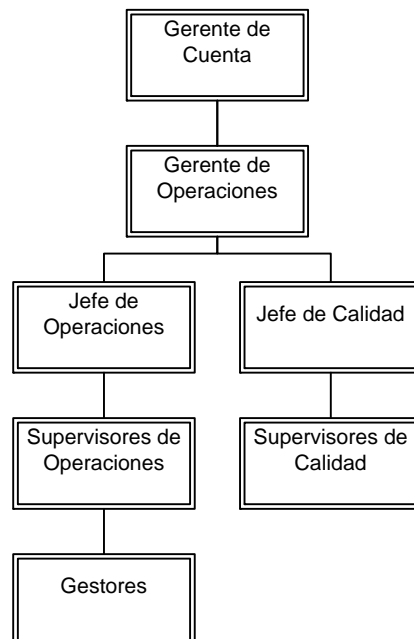 Gerente de
Cuenta
Gerente de
Operaciones
Jefe de
Operaciones
Jefe de Calidad
Supervisores de
Operaciones
Supervisores de
Calidad
Gestores